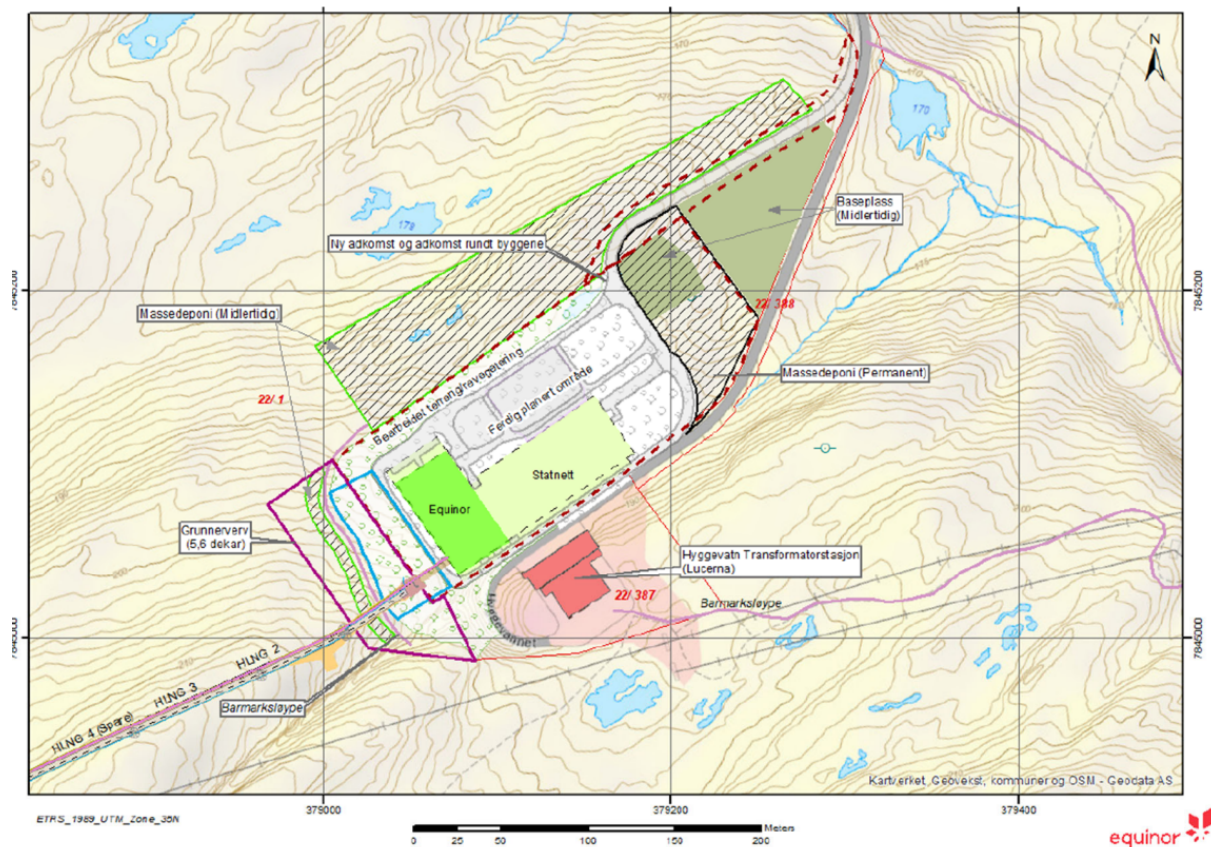 N
170
Baseplass
(Midlertidig)
Ny adkomst og adkomst rundt byggene
22/ 388
Massedeponi (Midlertidig)
Massedeponi (Permanent)
22/ 1
Bearbeidet terreng/revegetering
Ferdig planert område
Statnett
Equinor
Grunnerverv
(5,6 dekar)
Hyggevatn Transformatorstasjon
(Lucerna)
22/ 387
Barmarksløype
HLNG 2
HLNG 3
HLNG 4 (Spare)
Barmarksløype
Kartverket, Geovekst, kommuner og OSM - Geodata AS
379000
379200
379400
ETRS_1989_UTM_Zone_35N
Meters
0 25 50 100 150 200
equinor